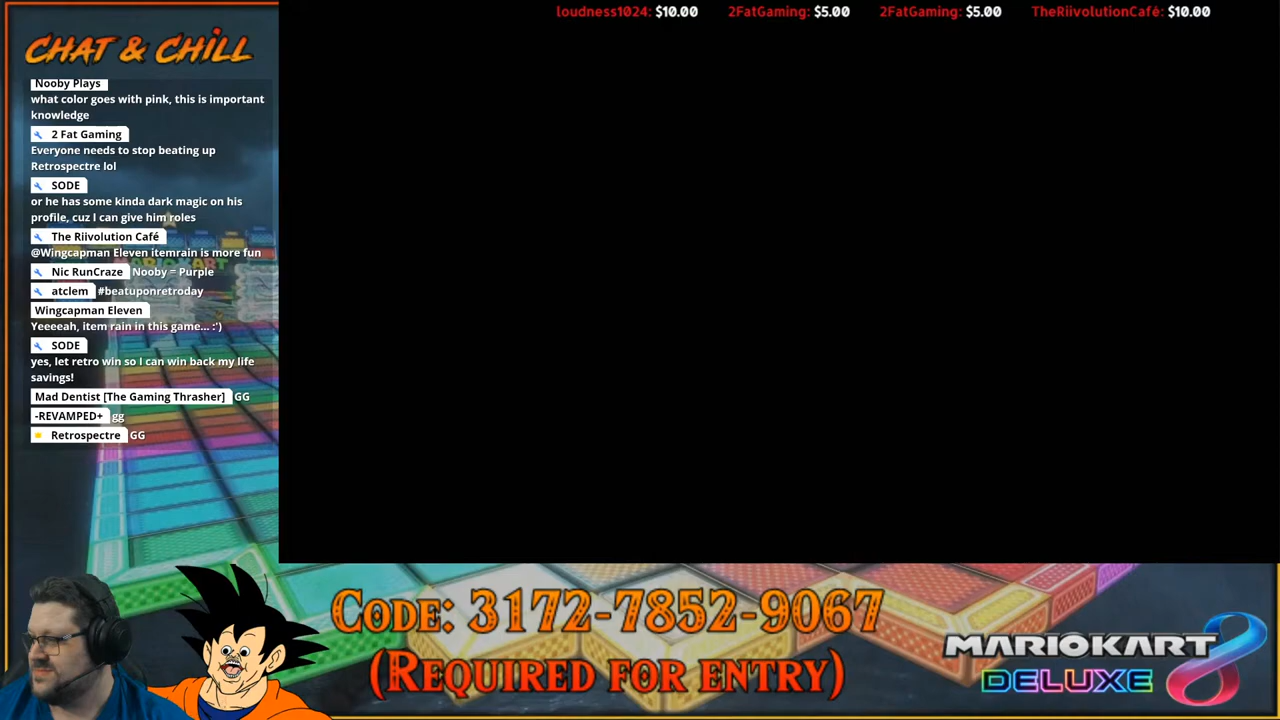 loudness1024: $10.00 2FatGaming: $5.00 2FatGaming: $5.00 TheRiivolutionCafé: $10.00
CHAT & CHILL
Nooby Plays
what color goes with pink, this is important
knowledge
2 Fat Gaming
Everyone needs to stop beating up
Retrospectre lol
SODE
or he has some kinda dark magic on his
profile, cuz I can give him roles
The Riivolution Café
@Wingcapman Eleven itemrain is more fun
Nic RunCraze Nooby = Purple
atclem #beatuponretroday
Wingcapman Eleven
Yeeeeah, item rain in this game... :')
SODE
yes, let retro win so I can win back my life
savings!
Mad Dentist [The Gaming Thrasher] GG
-REVAMPED+ gg
Retrospectre GG
Code: 3172-7852-9067
(Required for entry)
MARIOKART 8
DELUXE